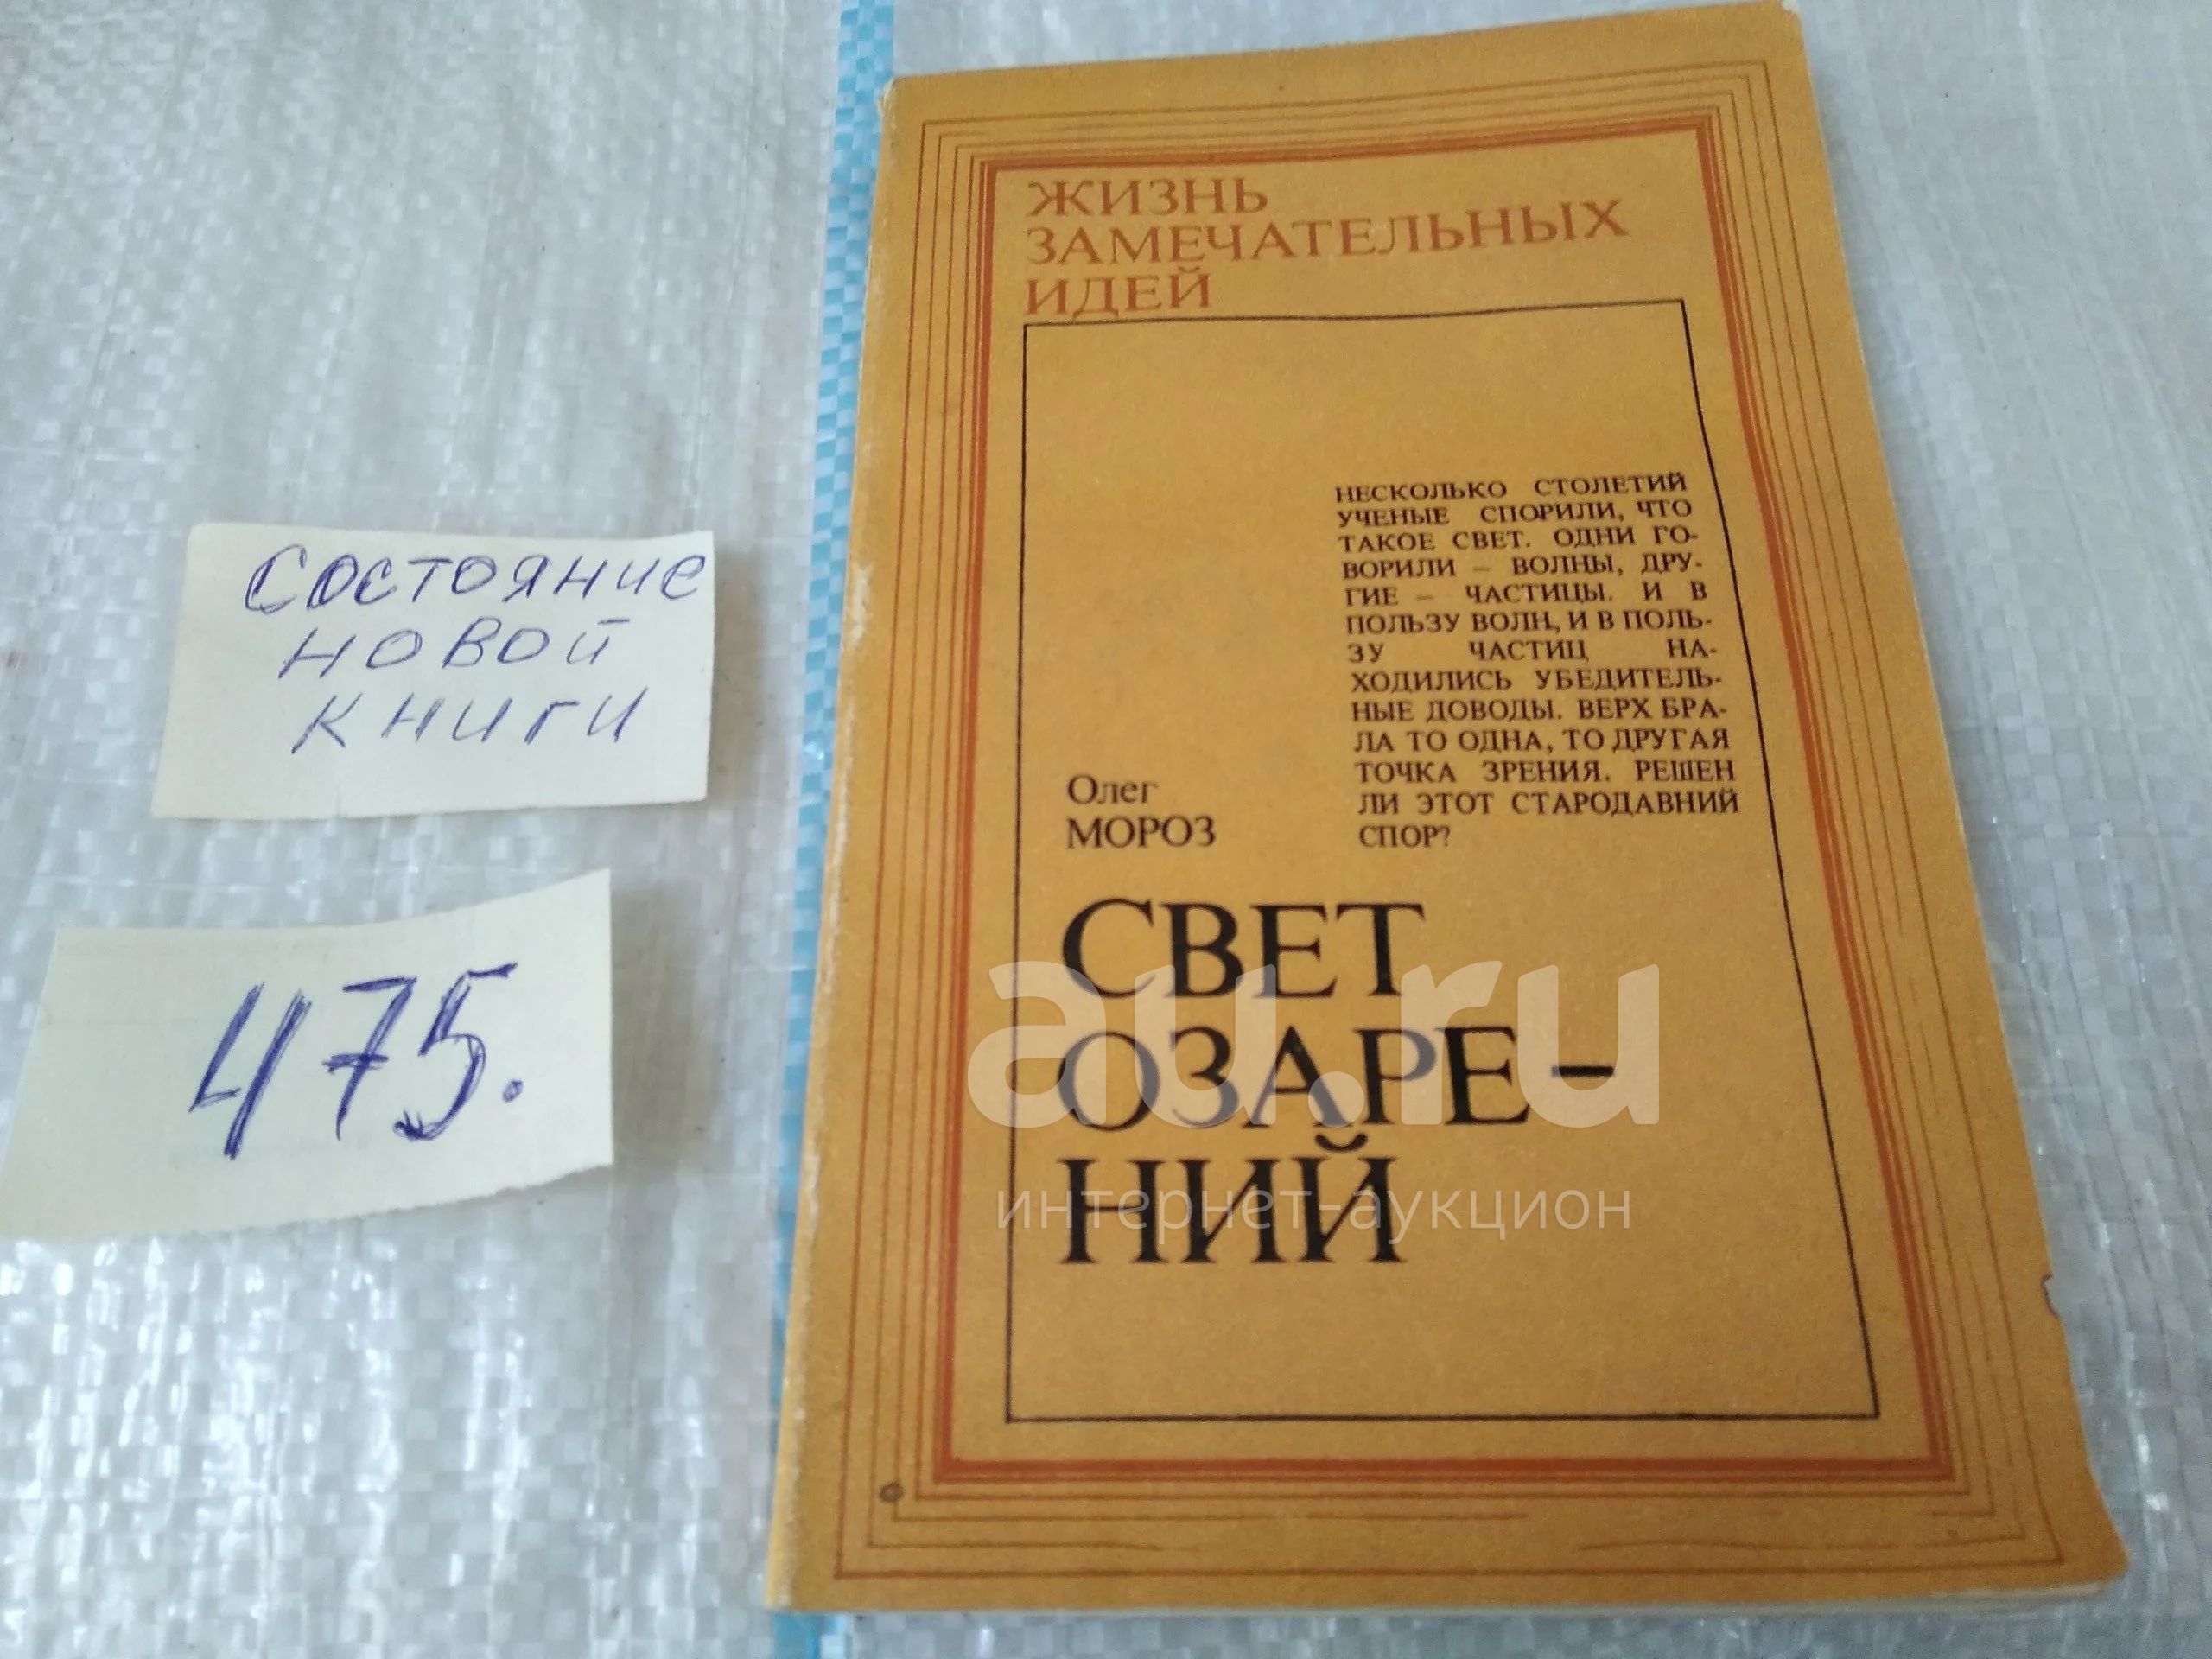 ЖИЗНЬ
ЗАМЕЧАТЕЛЬНЫХ
ИДЕЙ
НЕСКОЛЬКО СТОЛЕТИЙ
УЧЕНЫЕ СПОРИЛИ, ЧТО
ТАКОЕ СВЕТ. ОДНИ ГО-
ВОРИЛИ – ВОЛНЫ, ДРУ-
ГИЕ – ЧАСТИЦЫ. И В
ПОЛЬЗУ ВОЛН, И В ПОЛЬ-
ЗУ ЧАСТИЦ НА-
ХОДИЛИСЬ УБЕДИТЕЛЬ-
НЫЕ ДОВОДЫ. ВЕРХ БРА-
ЛА ТО ОДНА, ТО ДРУГАЯ
ТОЧКА ЗРЕНИЯ. РЕШЕН
ЛИ ЭТОТ СТАРОДАВНИЙ
СПОР?
Олег
МОРОЗ
СВЕТ
ОЗАРЕ-
НИЙ
состояние
новой
книги
475.
au.ru
интернет-аукцион